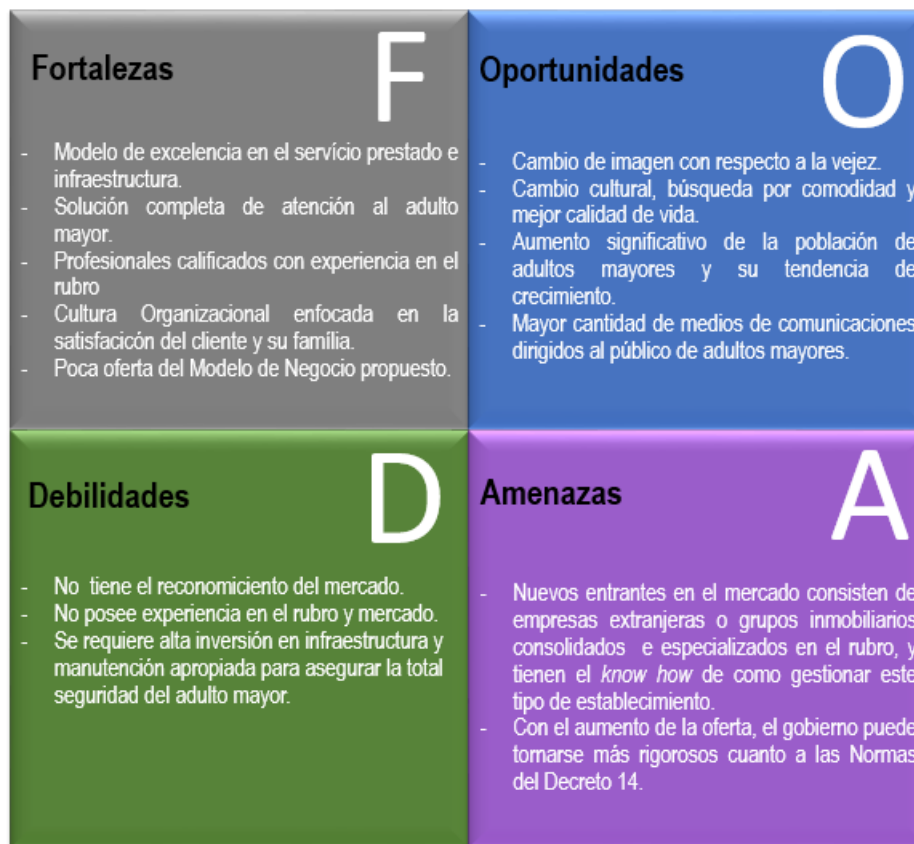 Fortalezas
F
- Modelo de excelencia en el servício prestado e
infraestructura.
- Solución completa de atención al adulto
mayor.
- Profesionales calificados con experiencia en el
rubro
- Cultura Organizacional enfocada en la
satisfacicón del cliente y su família.
- Poca oferta del Modelo de Negocio propuesto.
Oportunidades
O
- Cambio de imagen con respecto a la vejez.
- Cambio cultural, búsqueda por comodidad y
mejor calidad de vida.
- Aumento significativo de la población de
adultos mayores y su tendencia de
crecimiento.
- Mayor cantidad de medios de comunicaciones
dirigidos al público de adultos mayores.
Debilidades
D
- No tiene el reconomiciento del mercado.
- No posee experiencia en el rubro y mercado.
- Se requiere alta inversión en infraestructura y
manutención apropiada para asegurar la total
seguridad del adulto mayor.
Amenazas
A
- Nuevos entrantes en el mercado consisten de
empresas extranjeras o grupos inmobiliarios
consolidados e especializados en el rubro, y
tienen el know how de como gestionar este
tipo de establecimiento.
- Con el aumento de la oferta, el gobierno puede
tornarse más rigorosos cuanto a las Normas
del Decreto 14.